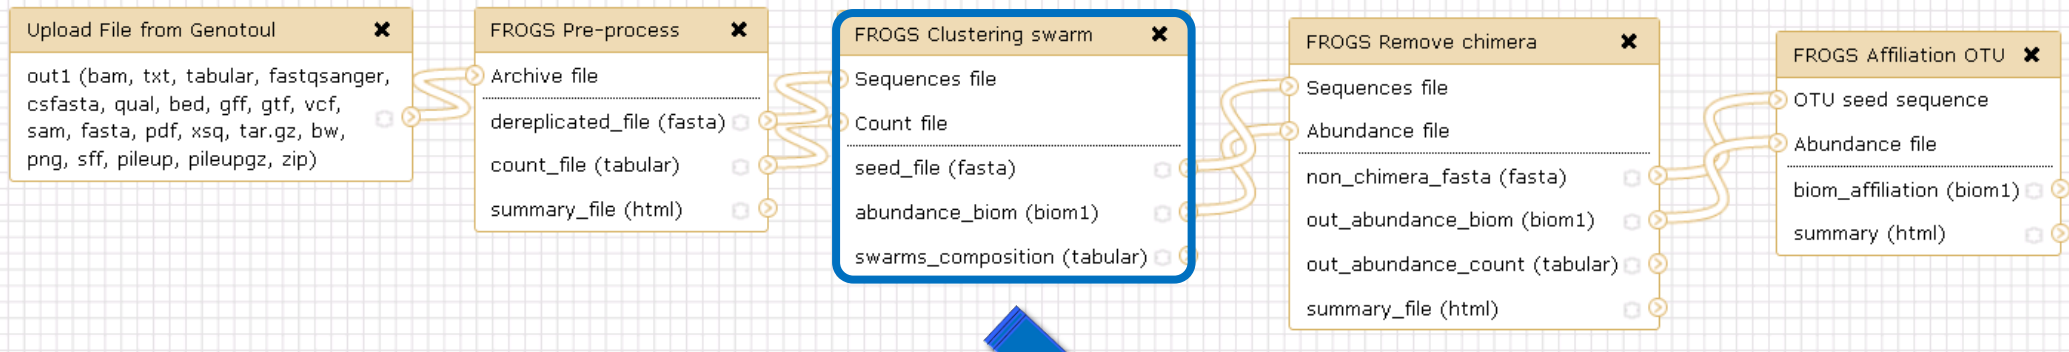 Upload File from Genotoul
out1 (bam, txt, tabular, fastqsanger,
csfasta, qual, bed, gff, gtf, vcf,
sam, fasta, pdf, xsq, tar.gz, bw,
png, sff, pileup, pileupgz, zip)
FROGS Pre-process
Archive file
dereplicated_file (fasta)
count_file (tabular)
summary_file (html)
FROGS Clustering swarm
Sequences file
Count file
seed_file (fasta)
abundance_biom (biom1)
swarms_composition (tabular)
FROGS Remove chimera
Sequences file
Abundance file
non_chimera_fasta (fasta)
out_abundance_biom (biom1)
out_abundance_count (tabular)
summary_file (html)
FROGS Affiliation OTU
OTU seed sequence
Abundance file
biom_affiliation (biom1)
summary (html)